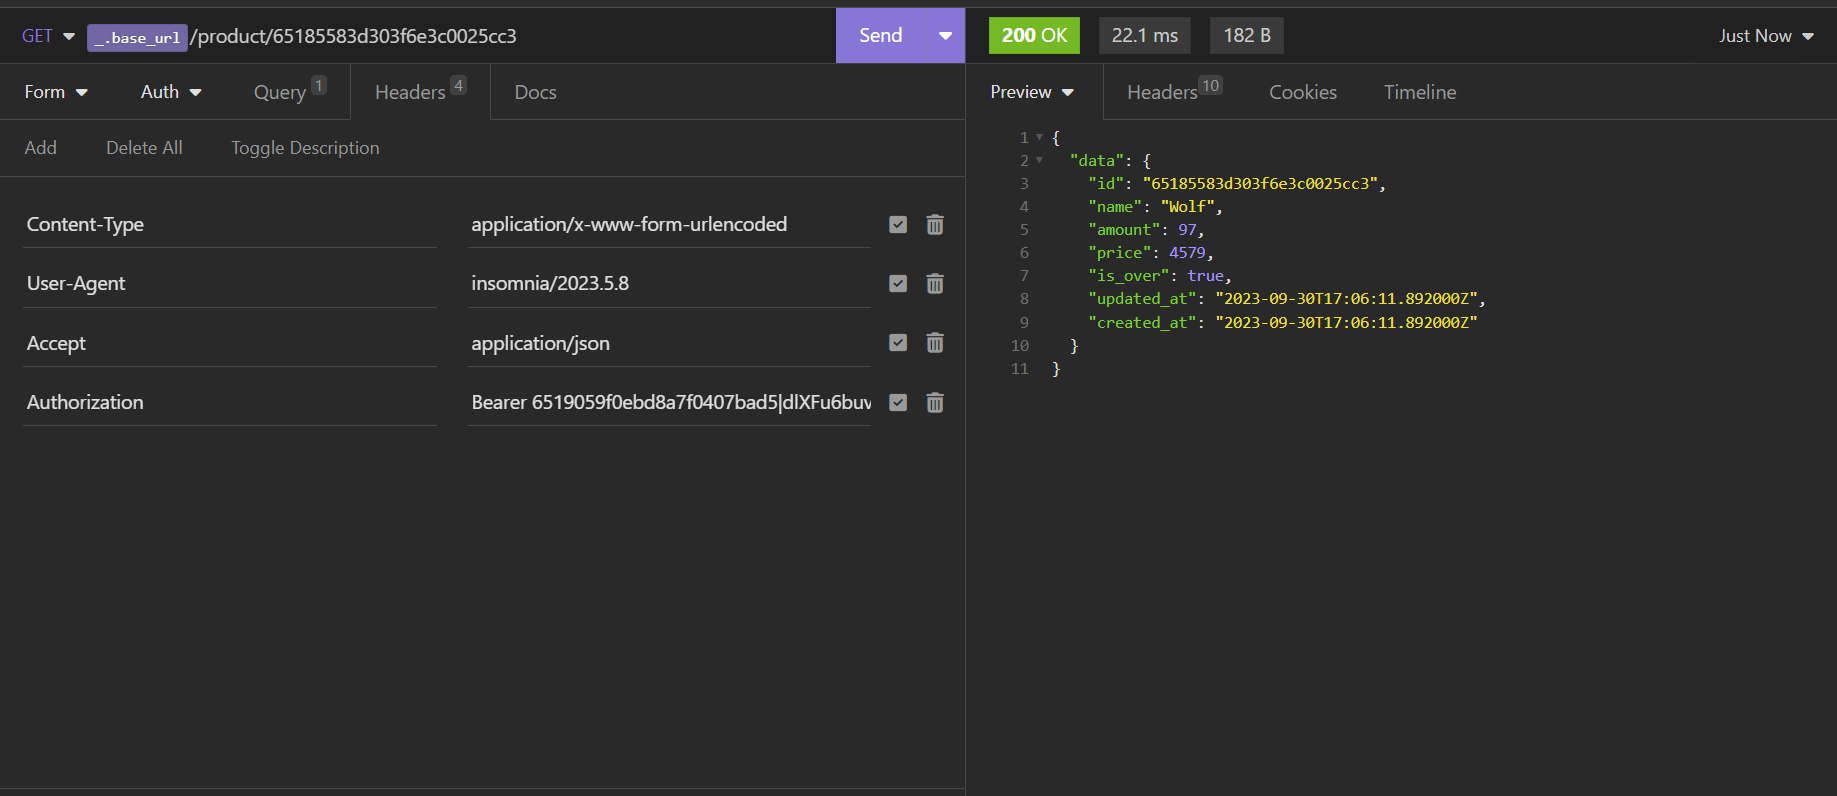 GET _.base_url /product/65185583d303f6e3c0025cc3 Send
200 OK 22.1 ms 182 B Just Now
Form Auth Query 1 Headers 4 Docs
Add Delete All Toggle Description
Content-Type application/x-www-form-urlencoded
User-Agent insomnia/2023.5.8
Accept application/json
Authorization Bearer 6519059f0ebd8a7f0407bad5|dlXFu6buv
Preview Headers 10 Cookies Timeline
1 {
2 "data": {
3 "id": "65185583d303f6e3c0025cc3",
4 "name": "Wolf",
5 "amount": 97,
6 "price": 4579,
7 "is_over": true,
8 "updated_at": "2023-09-30T17:06:11.892000Z",
9 "created_at": "2023-09-30T17:06:11.892000Z"
10 }
11 }